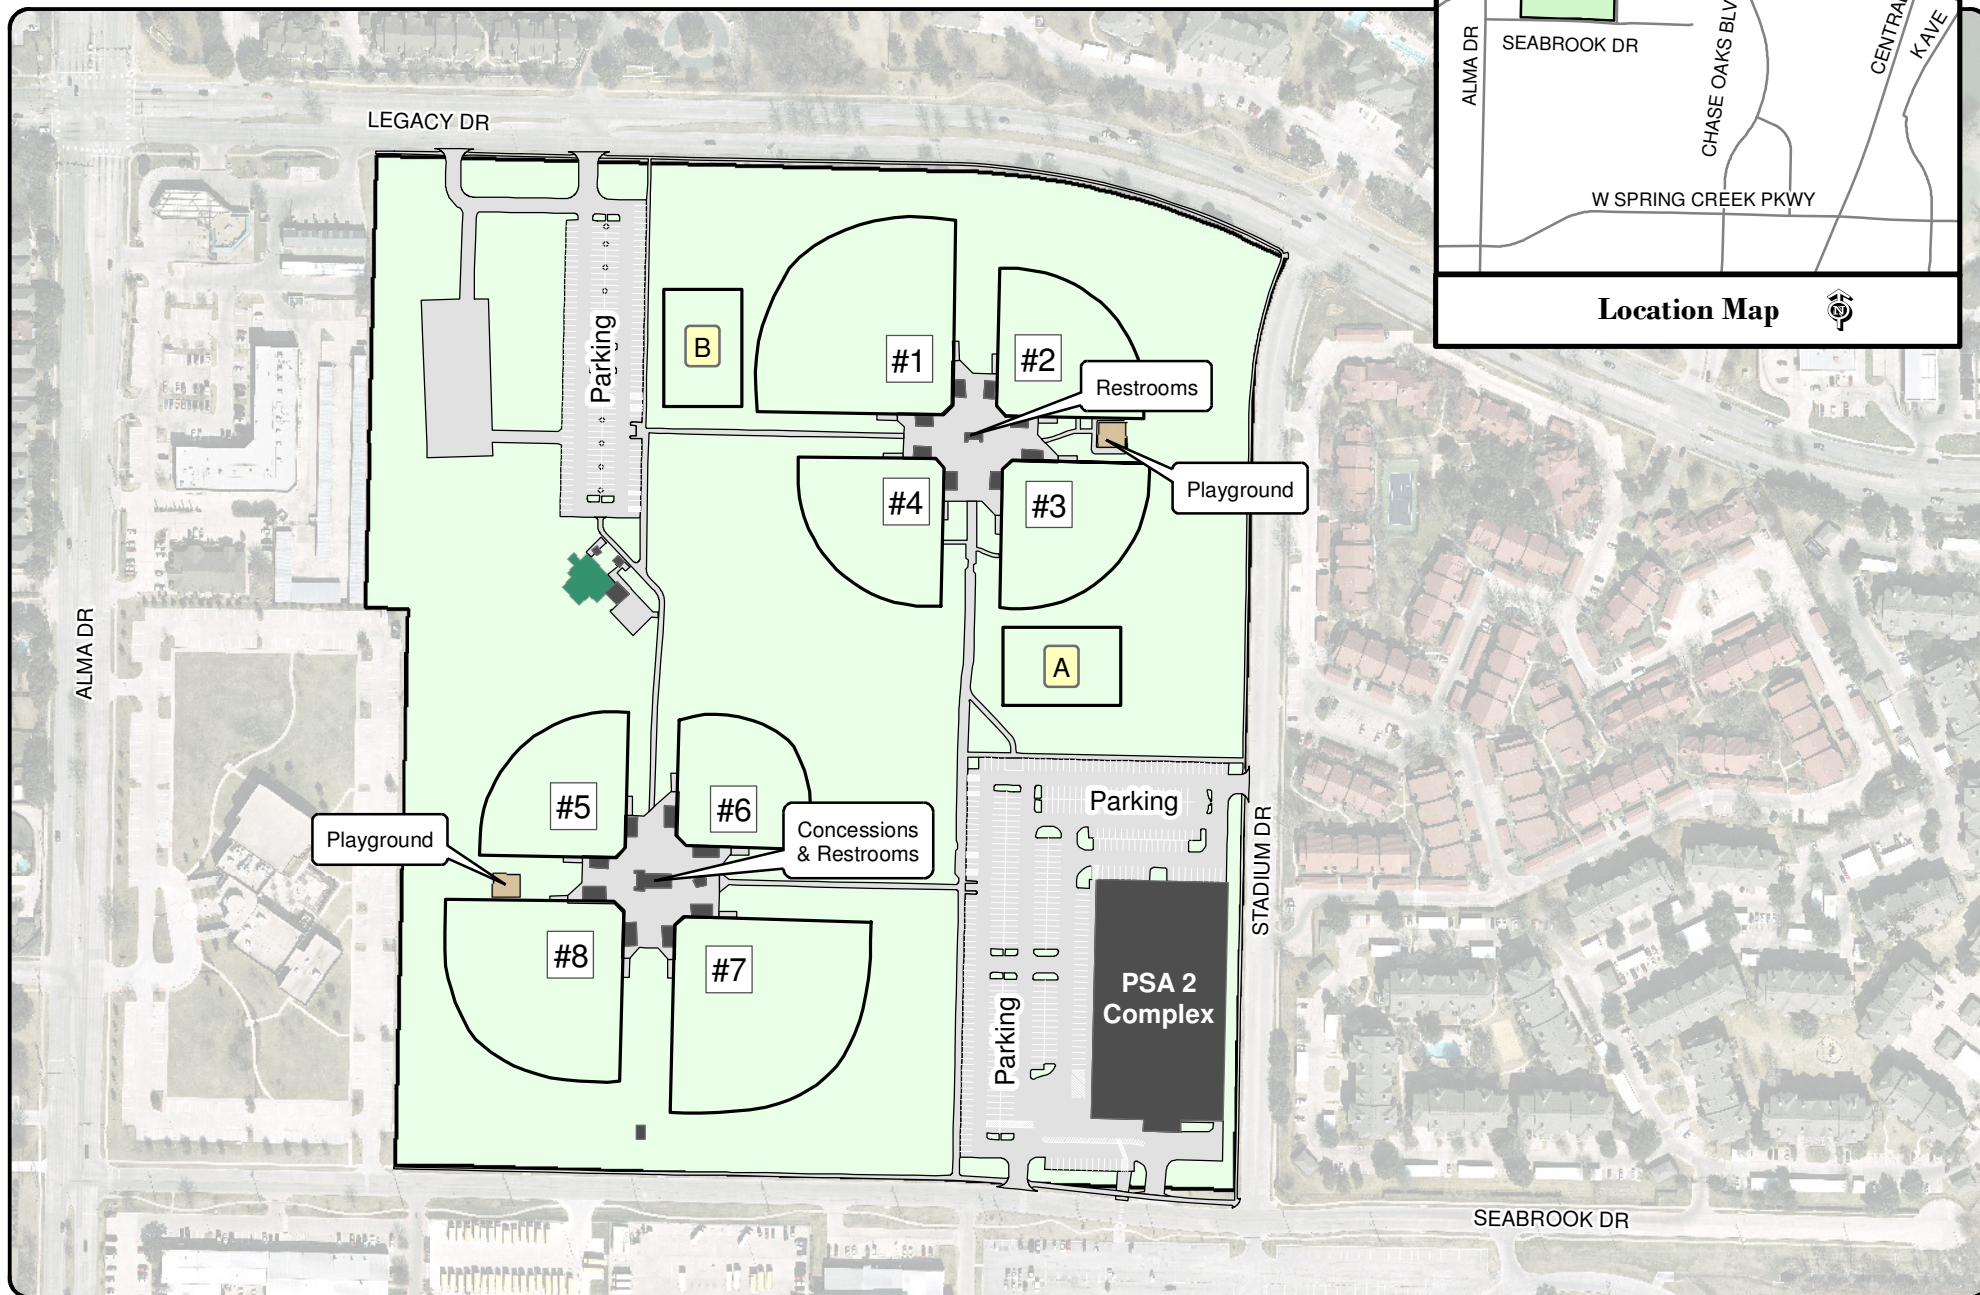 ALMA DR
SEABROOK DR
CHASE OAKS BLV
CENTRAL
K AVE
W SPRING CREEK PKWY
Location Map
N
LEGACY DR
Parking
B
#1
#2
Restrooms
Playground
#4
#3
A
ALMA DR
#5
#6
Playground
Concessions
& Restrooms
Parking
STADIUM DR
#8
#7
Parking
PSA 2
Complex
SEABROOK DR